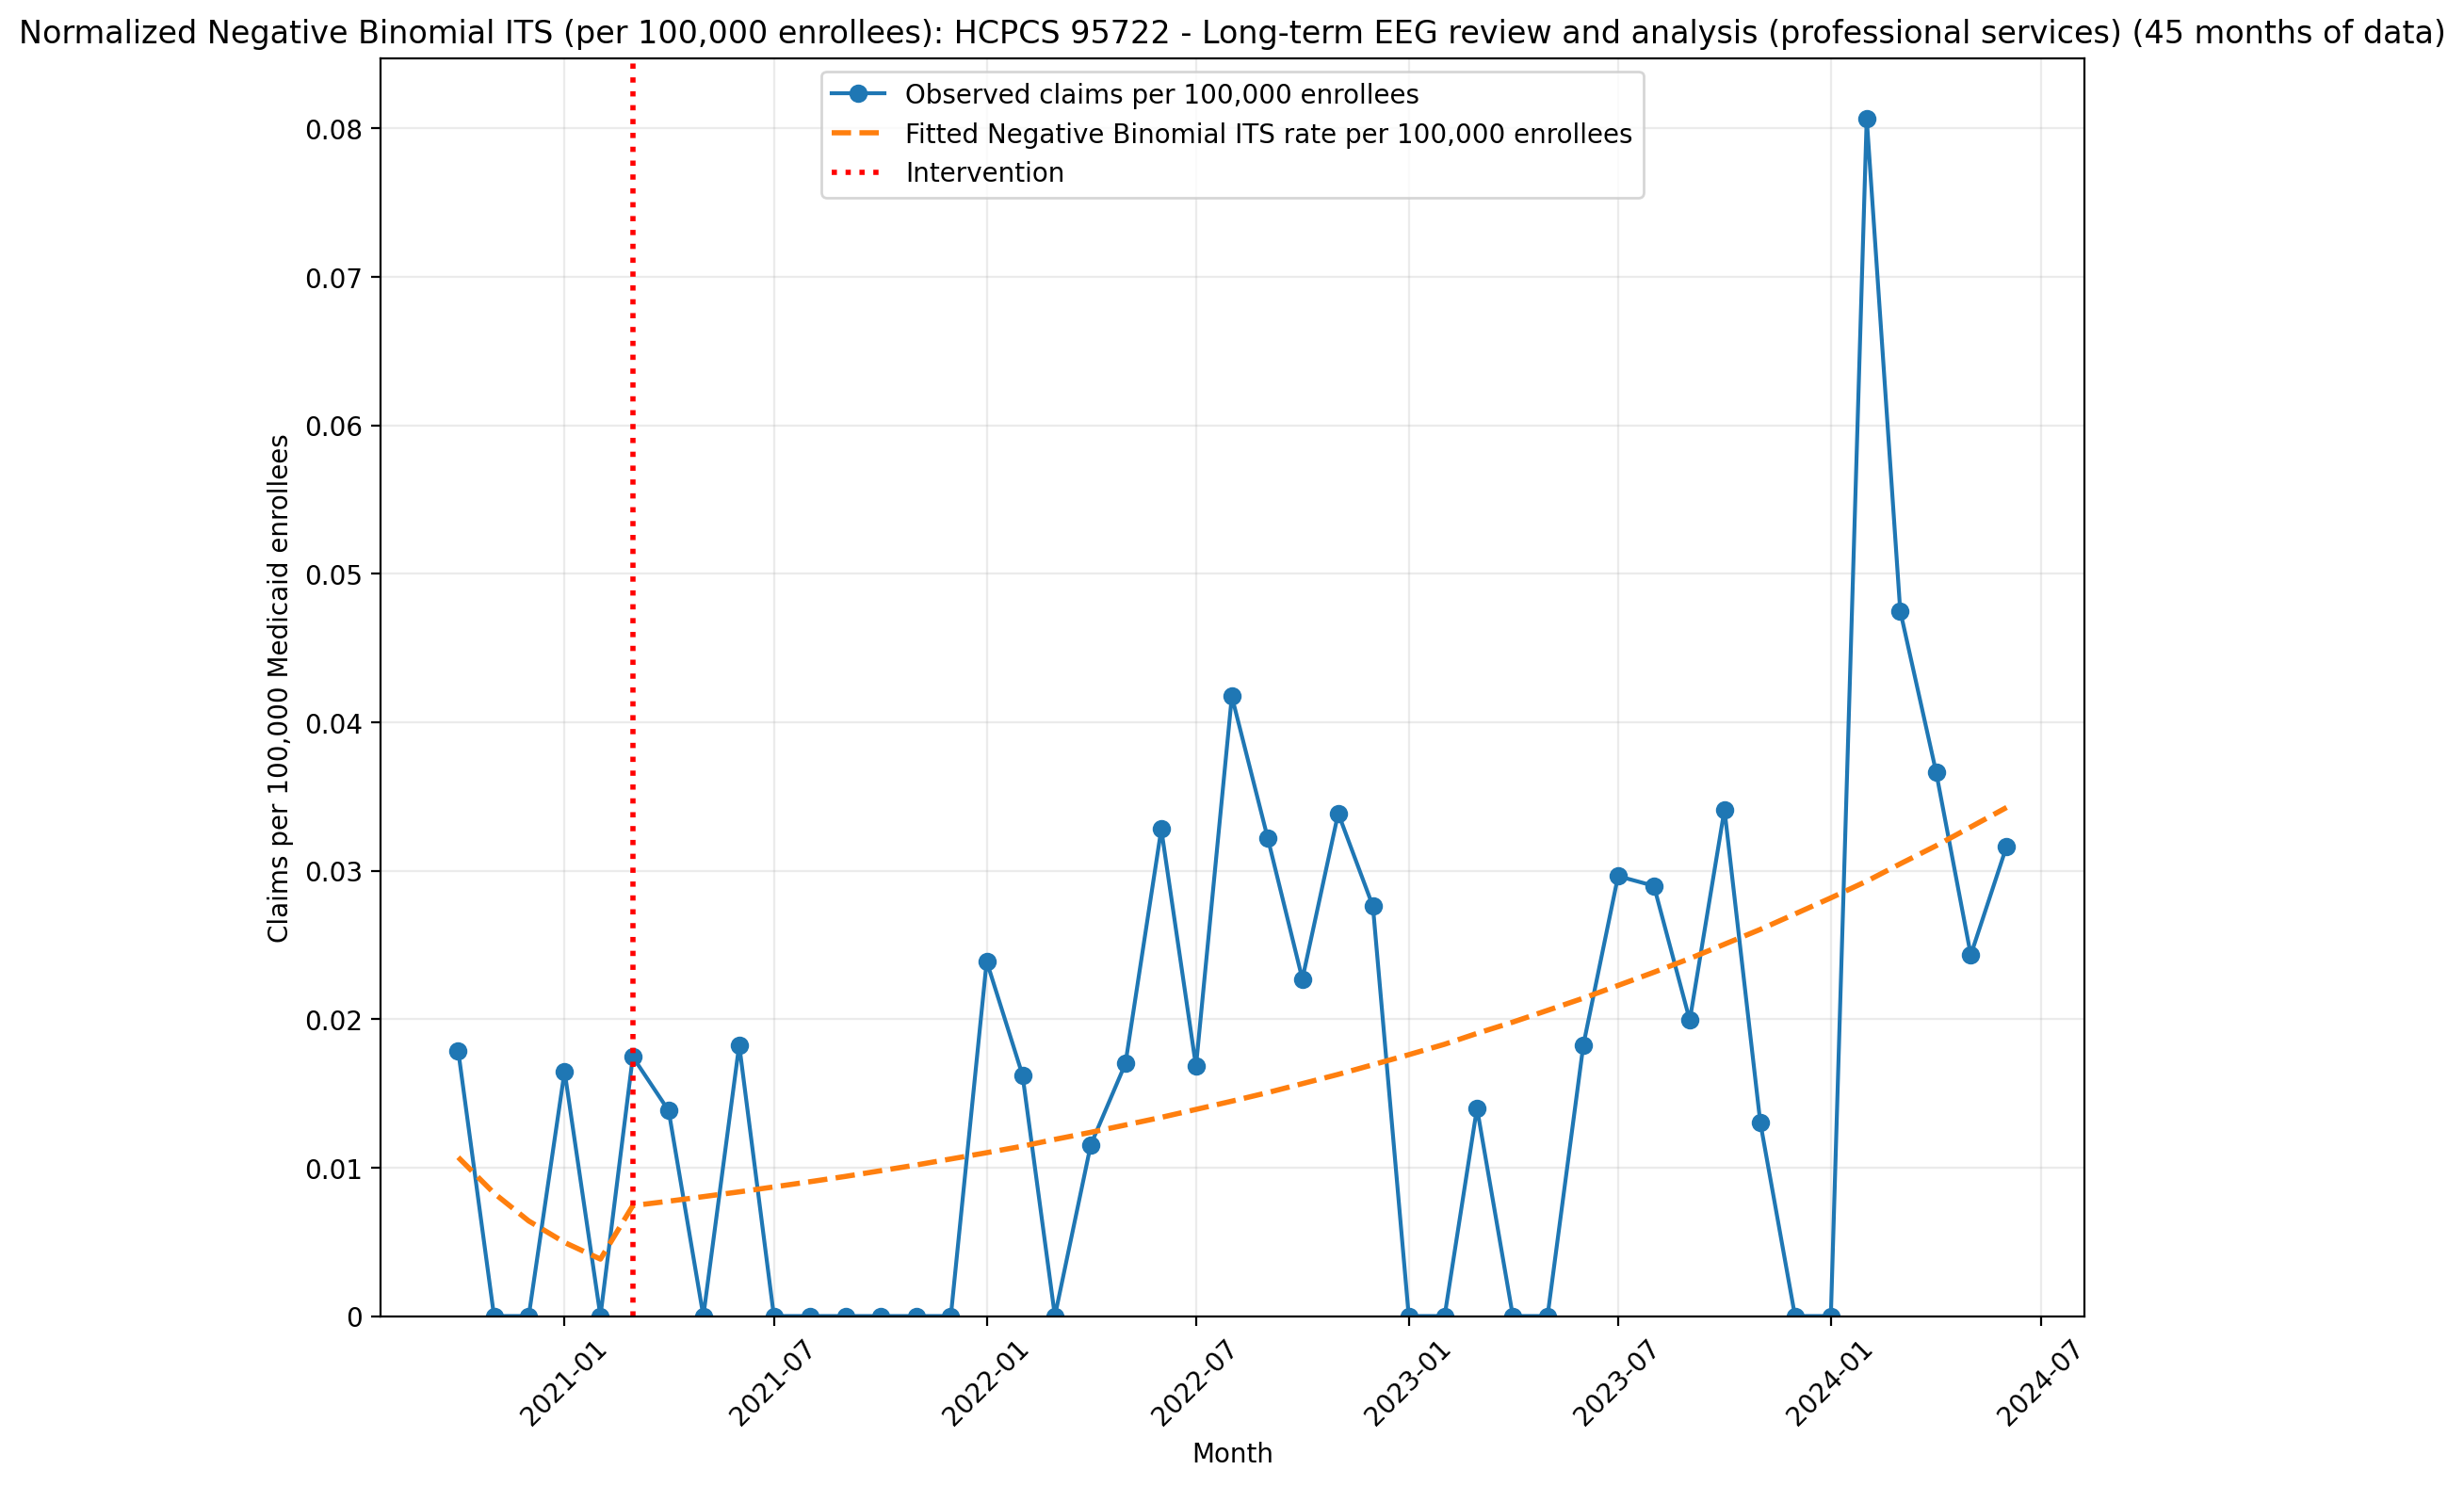 Normalized Negative Binomial ITS (per 100,000 enrollees): HCPCS 95722 - Long-term EEG review and analysis (professional services) (45 months of data)
Observed claims per 100,000 enrollees
Fitted Negative Binomial ITS rate per 100,000 enrollees
Intervention
Claims per 100,000 Medicaid enrollees
0.08
0.07
0.06
0.05
0.04
0.03
0.02
0.01
0
2021-01
2021-07
2022-01
2022-07
2023-01
2023-07
2024-01
2024-07
Month